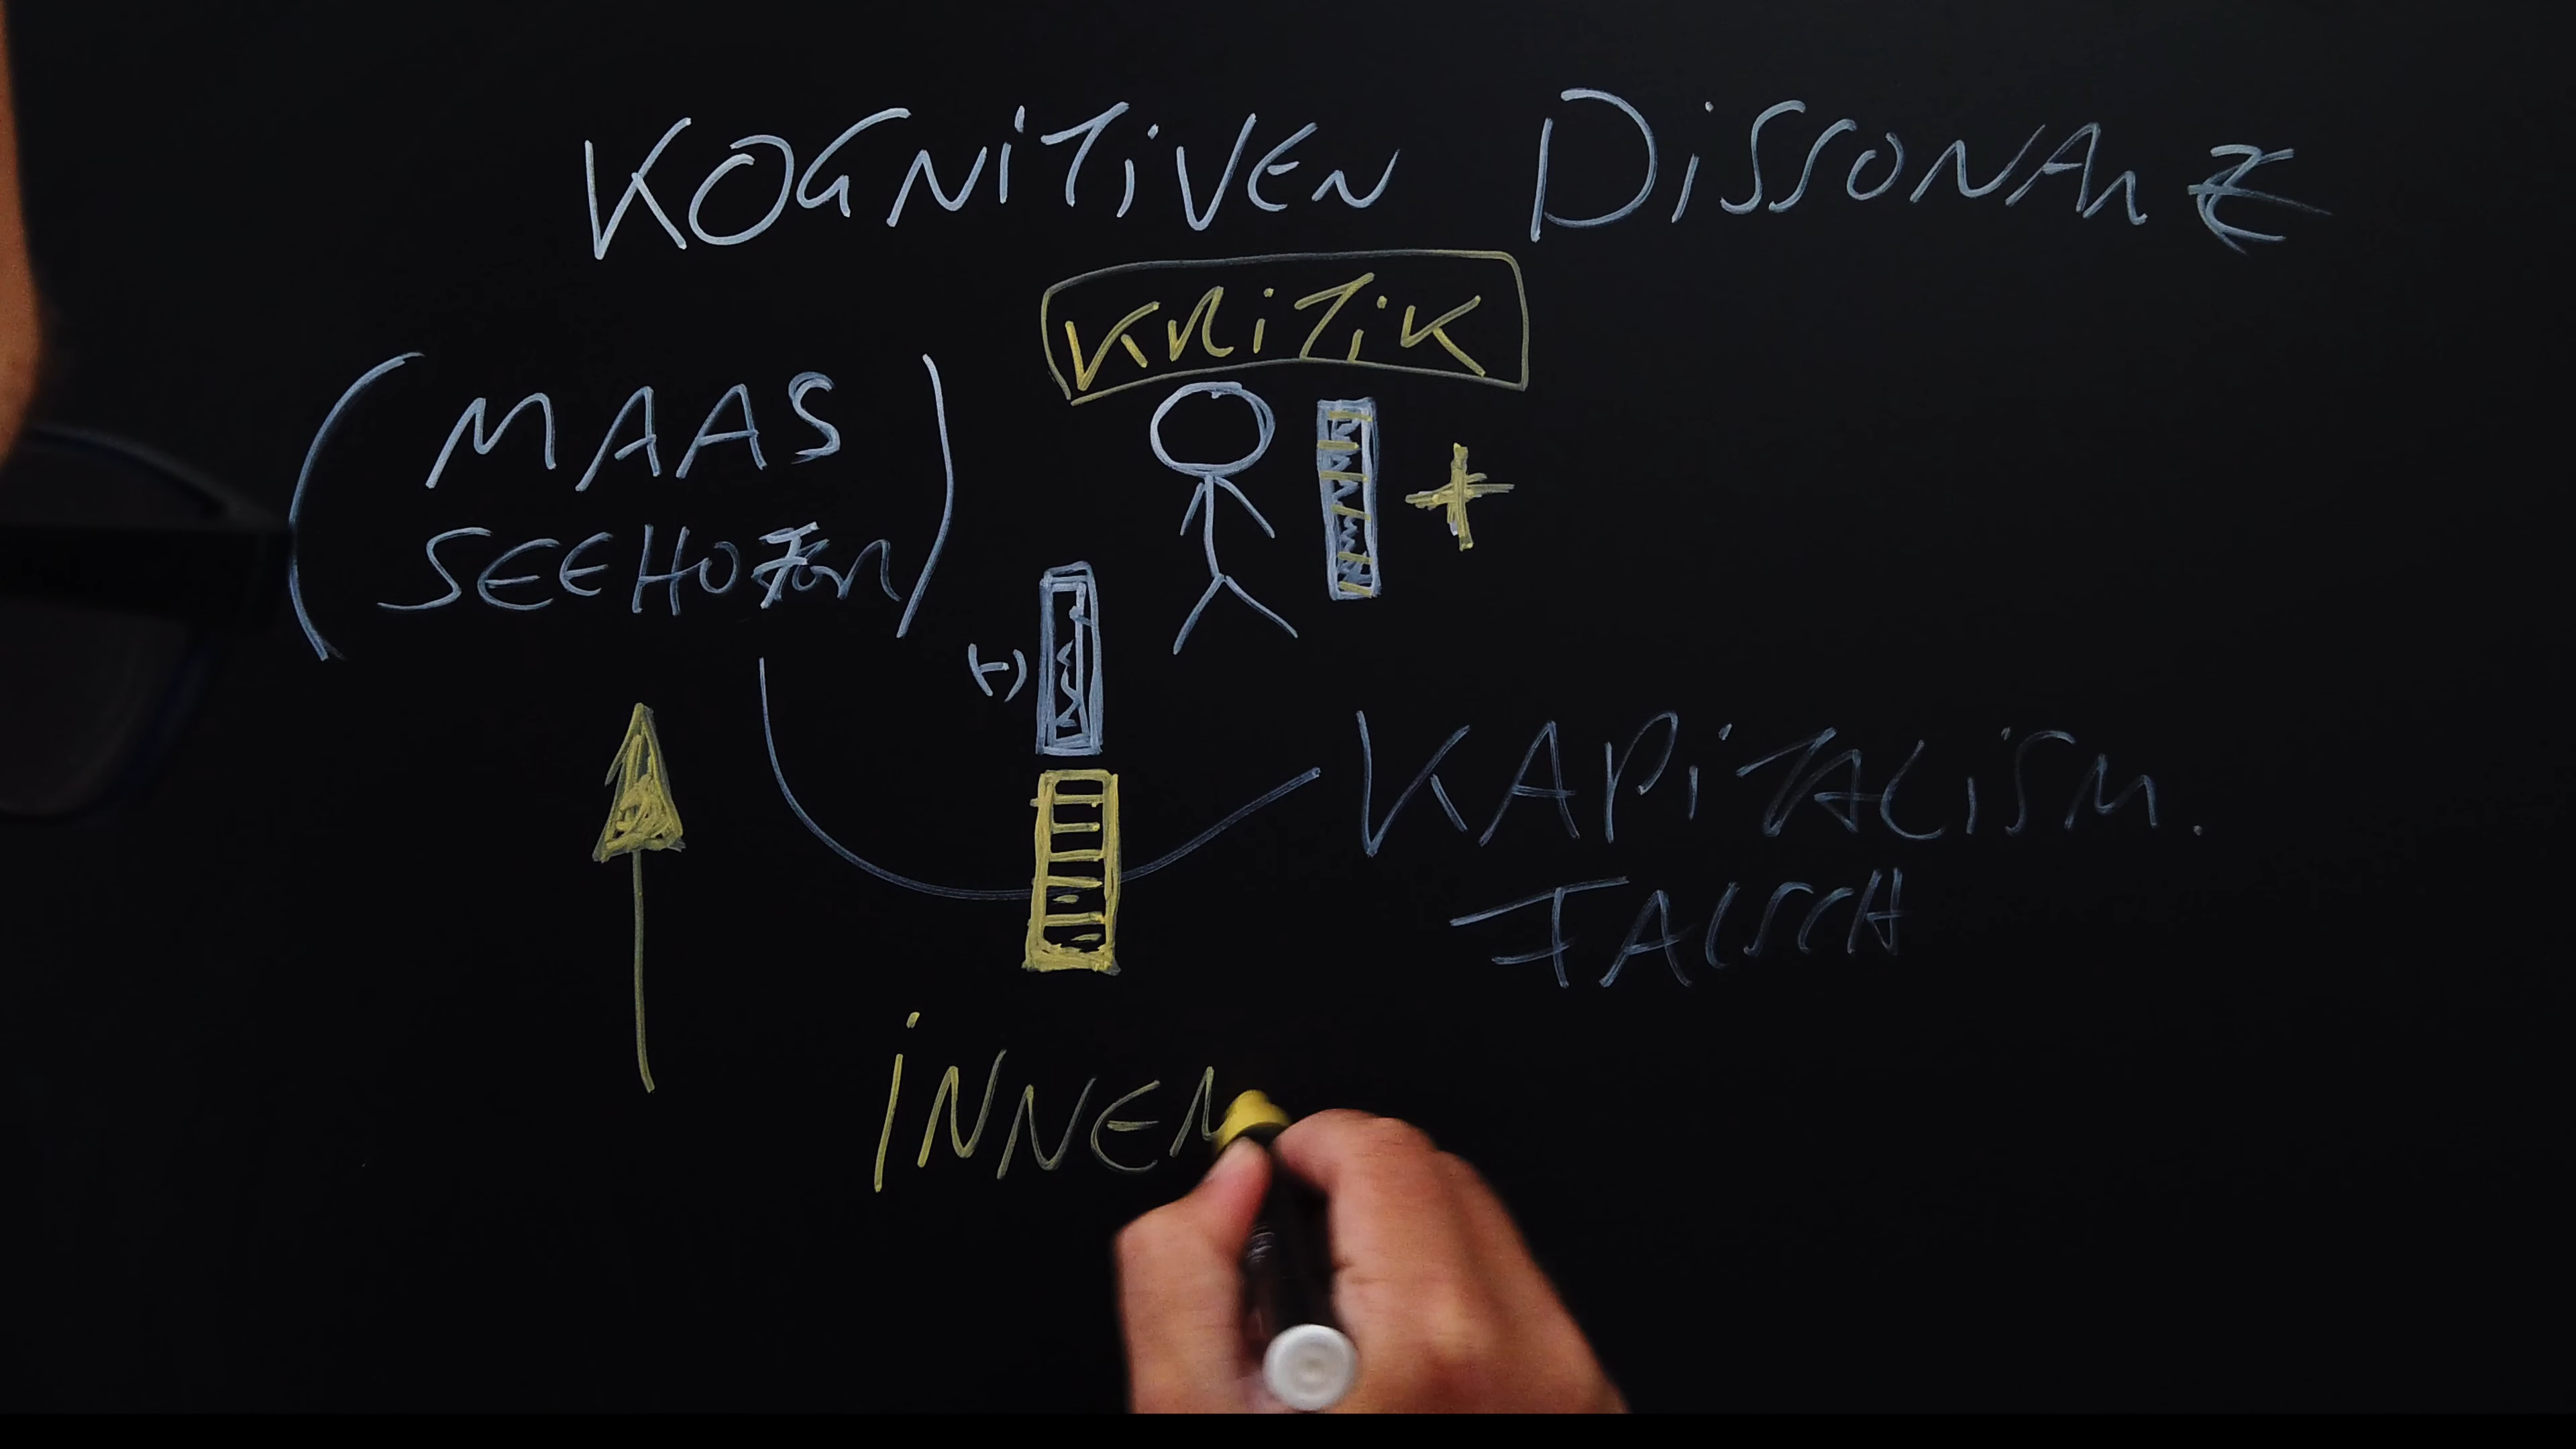 KOGNITIVEN DISSONANZ
KRITIK
(MAAS
SEEHOFER)
+
(-)
KAPITALISM.
FALSCH
INNEN